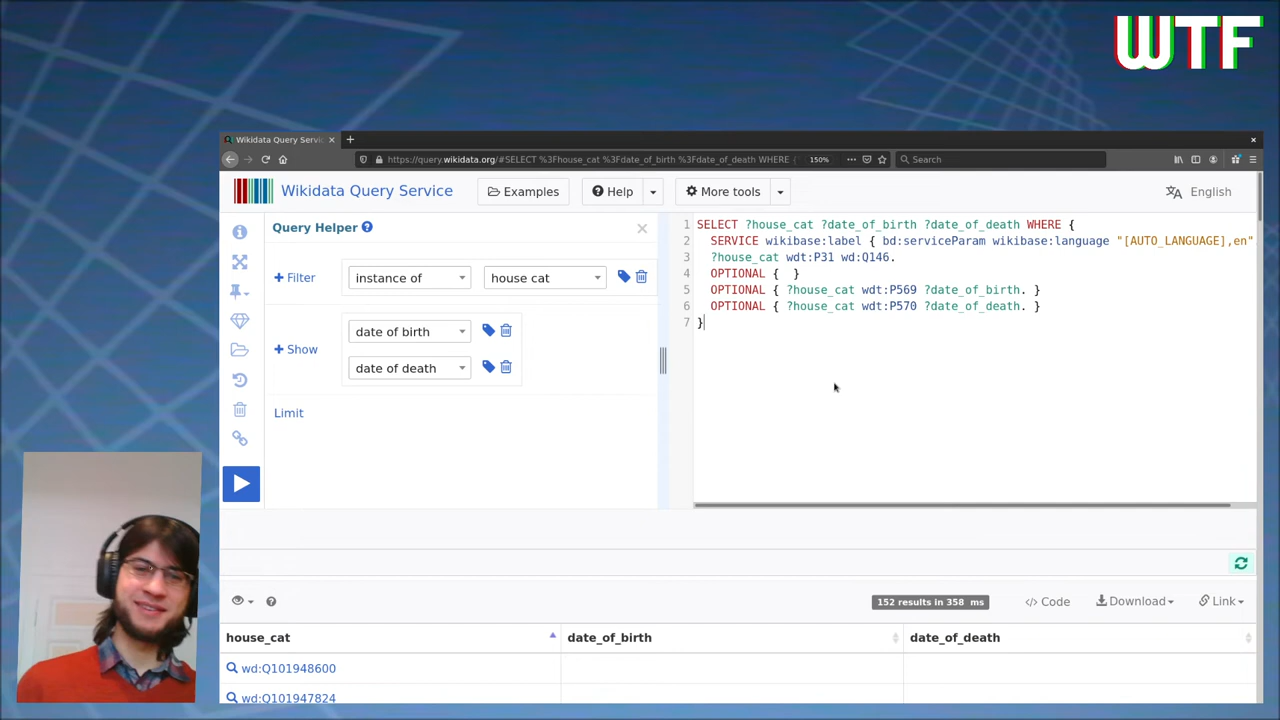 WTF
Wikidata Query Servic
https://query.wikidata.org/#SELECT %3Fhouse_cat %3Fdate_of_birth %3Fdate_of_death WHERE {
150%
Search
Wikidata Query Service
Examples
Help
More tools
English
Query Helper
Filter
instance of
house cat
Show
date of birth
date of death
Limit
1 SELECT ?house_cat ?date_of_birth ?date_of_death WHERE {
2 SERVICE wikibase:label { bd:serviceParam wikibase:language "[AUTO_LANGUAGE],en"
3 ?house_cat wdt:P31 wd:Q146.
4 OPTIONAL {  }
5 OPTIONAL { ?house_cat wdt:P569 ?date_of_birth. }
6 OPTIONAL { ?house_cat wdt:P570 ?date_of_death. }
7 }
152 results in 358 ms
</> Code
Download
Link
house_cat date_of_birth date_of_death
wd:Q101948600
wd:Q101947824